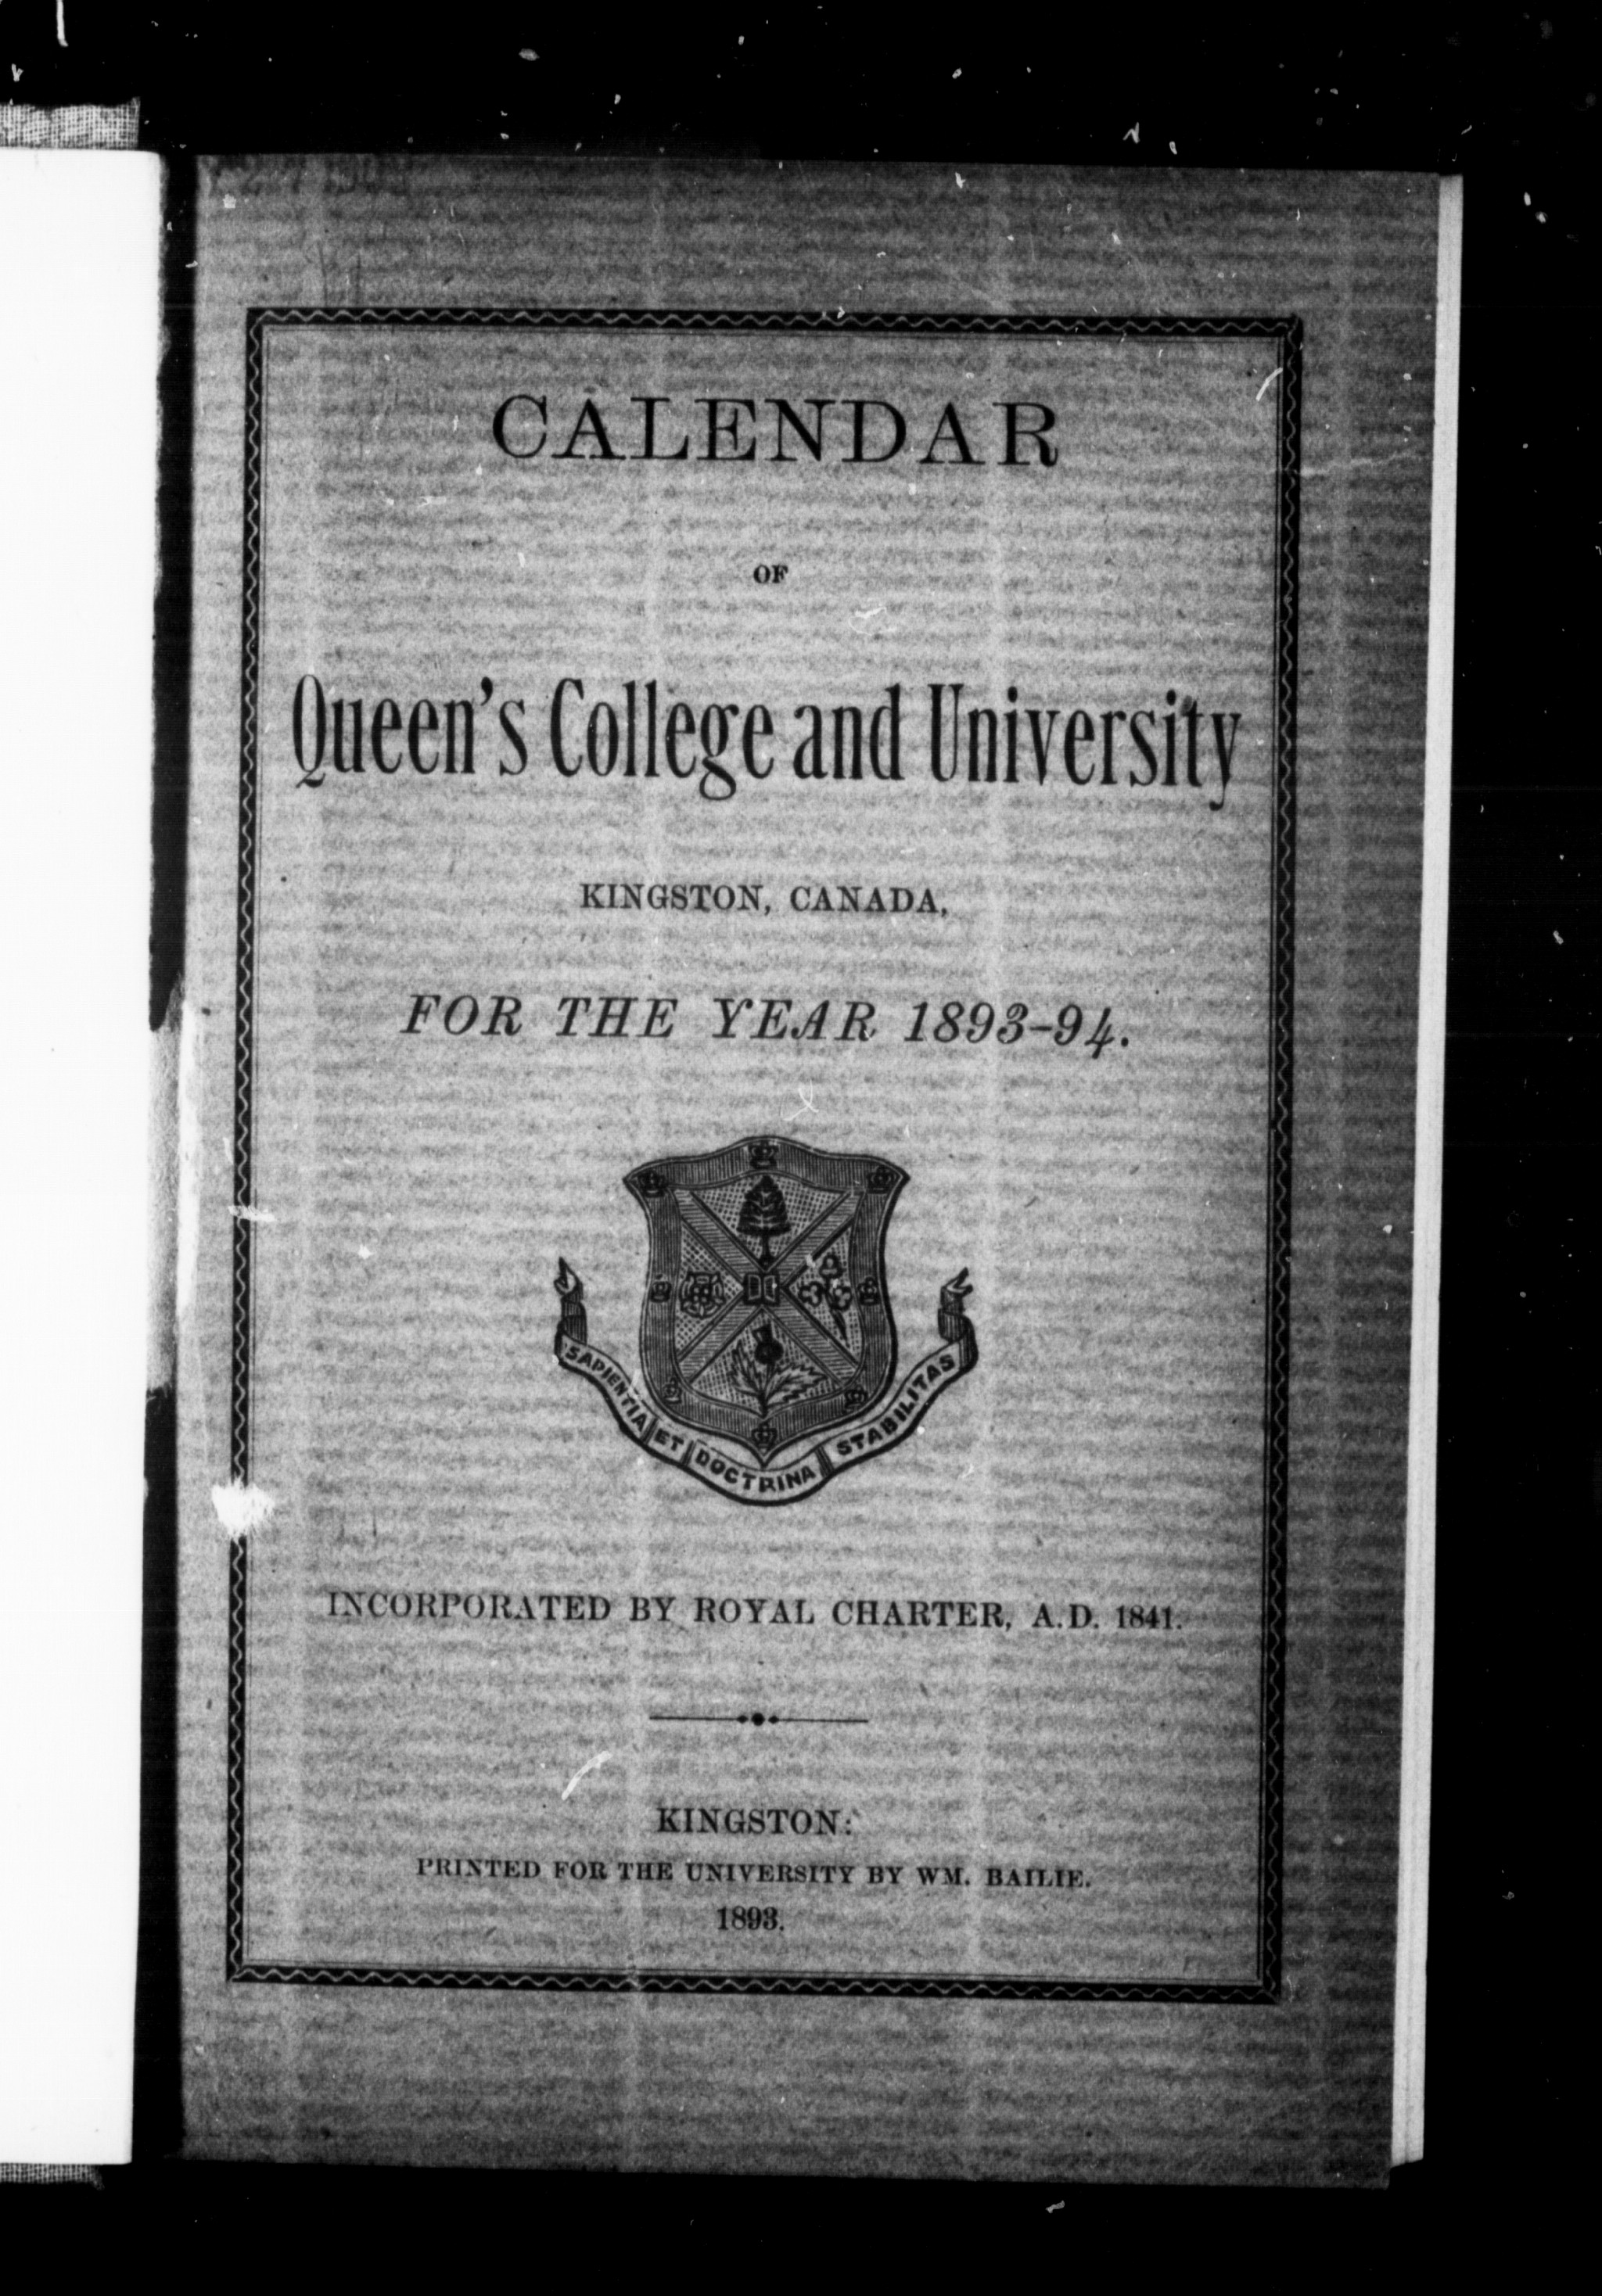 CALENDAR
OF
Queen's College and University
KINGSTON, CANADA,
FOR THE YEAR 1893-94.
SAPIENTIA ET DOCTRINA STABILITAS
INCORPORATED BY ROYAL CHARTER, A.D. 1841.
KINGSTON:
PRINTED FOR THE UNIVERSITY BY WM. BAILIE.
1893.